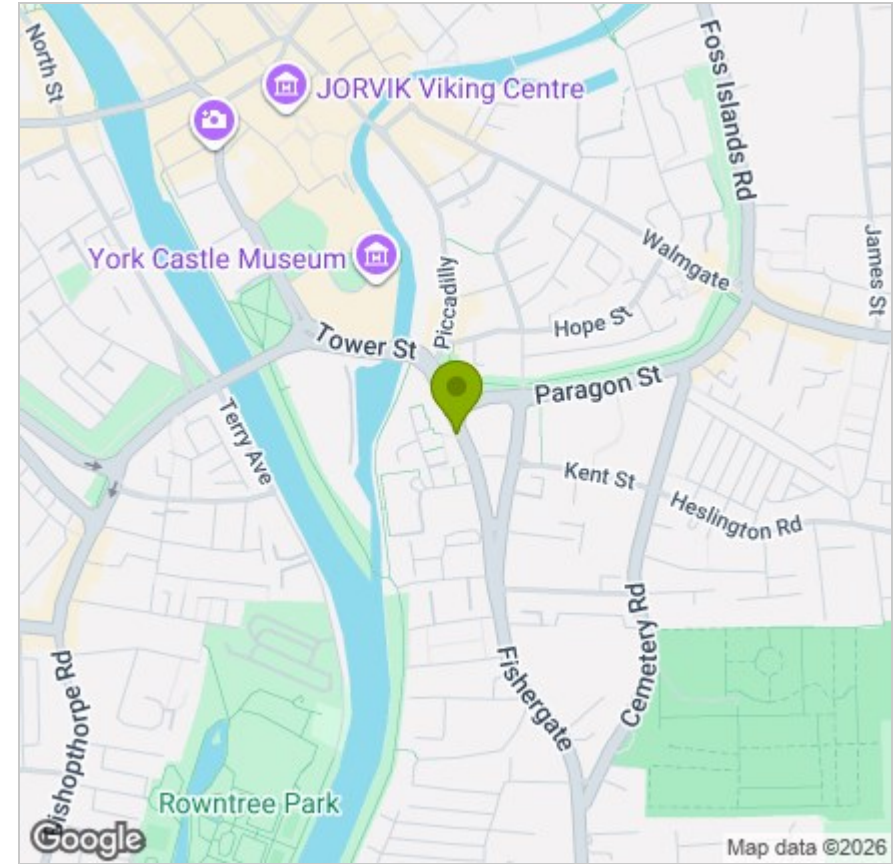 North St
JORVIK Viking Centre
Foss Islands Rd
York Castle Museum
Piccadilly
Walmgate
James St
Hope St
Tower St
Paragon St
Terry Ave
Kent St
Heslington Rd
Cemetery Rd
Fishergate
Bishopthorpe Rd
Rowntree Park
Google
Map data ©2026